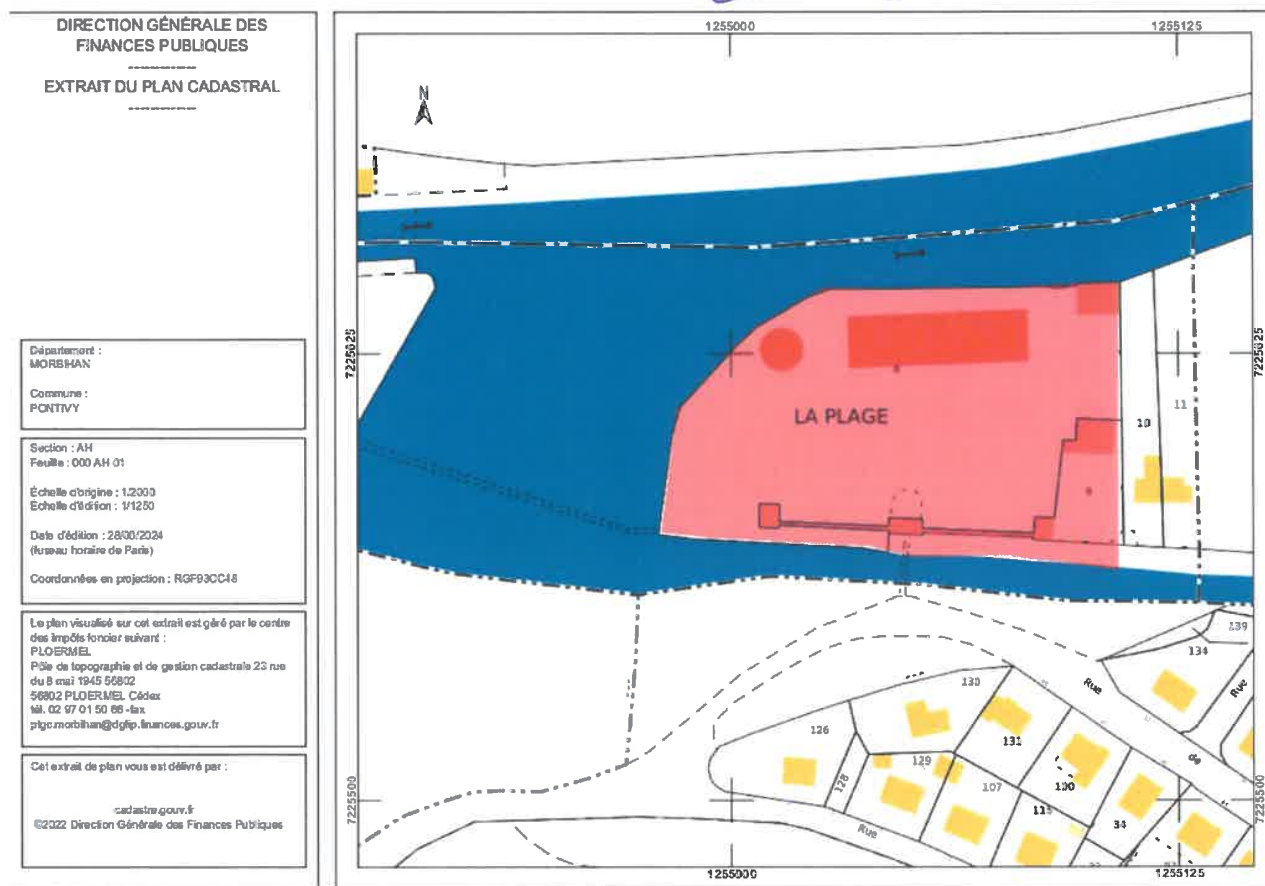 DIRECTION GÉNÉRALE DES
FINANCES PUBLIQUES
------------
EXTRAIT DU PLAN CADASTRAL
------------
Département :
MORBIHAN
Commune :
PONTIVY
Section : AH
Feuille : 000 AH 01
Échelle d'origine : 1/2000
Échelle d'édition : 1/1250
Date d'édition :
(fuseau horaire de Paris)
Coordonnées en projection : RGF93CC48
Le plan visualisé sur cet extrait est géré par le centre
des impôts foncier suivant :
PLOERMEL
Pôle de topographie et de gestion cadastrale 23 rue
du 8 mai 1945 56802
56802 PLOERMEL Cédex
tél. 02 97 01 50 66 -fax
ptgc.morbihan@dgfip.finances.gouv.fr
Cet extrait de plan vous est délivré par :
cadastre.gouv.fr
©2022 Direction Générale des Finances Publiques
1255000
1255125
N
7225625
7225625
LA PLAGE
10
11
139
134
Rue
Rue
130
126
131
de
129
128
107
100
115
34
Rue
7225500
7225500
1255000
1255125